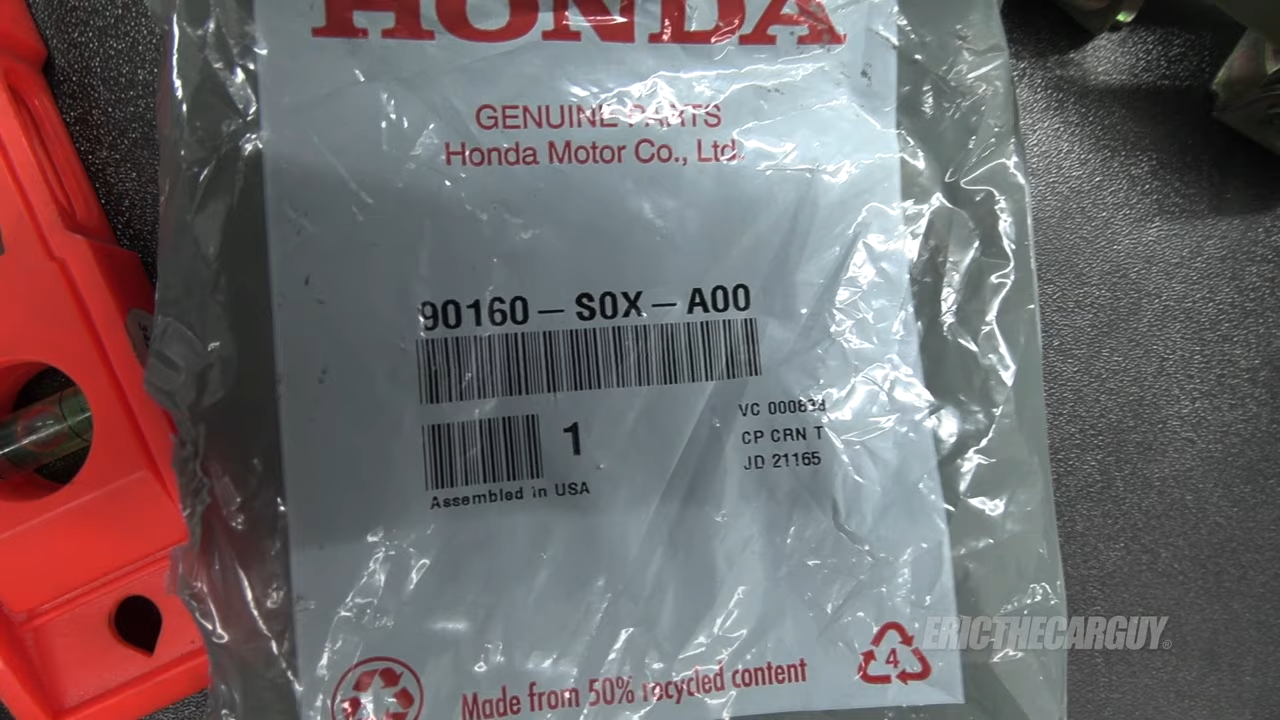 HONDA
GENUINE PARTS
Honda Motor Co., Ltd.
90160-S0X-A00
1
VC 000838
CP CRN T
JD 21165
Assembled in USA
4
ERICTHECARGUY®
Made from 50% recycled content